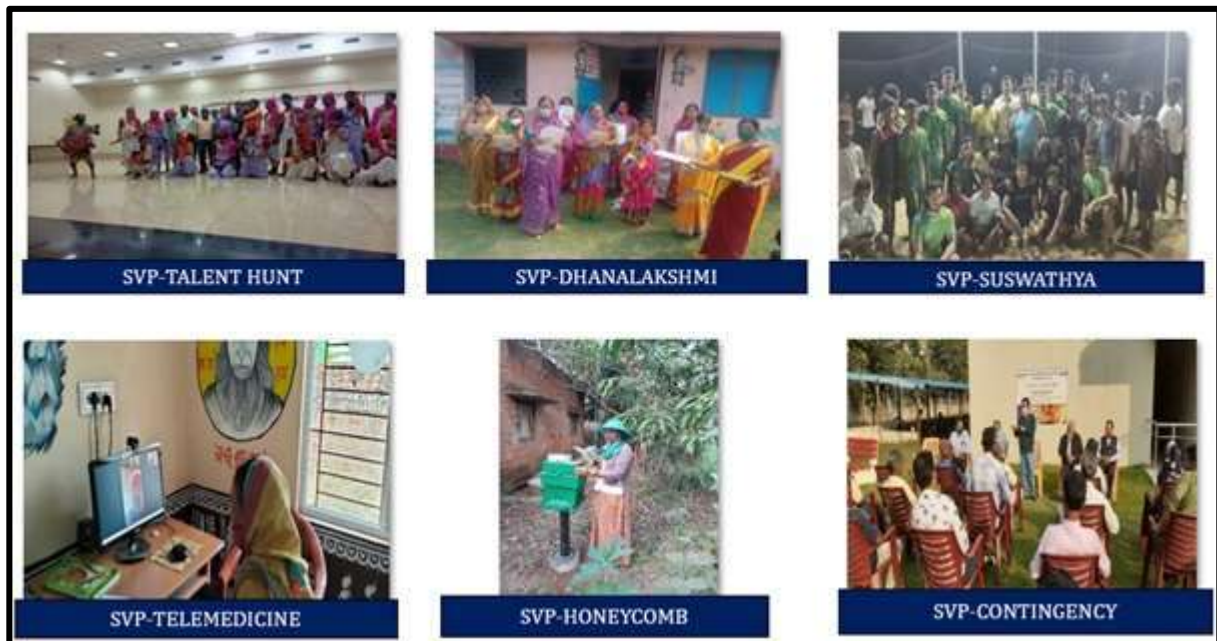 SVP-TALENT HUNT
SVP-DHANALAKSHMI
SVP-SUSWATHYA
SVP-TELEMEDICINE
SVP-HONEYCOMB
SVP-CONTINGENCY